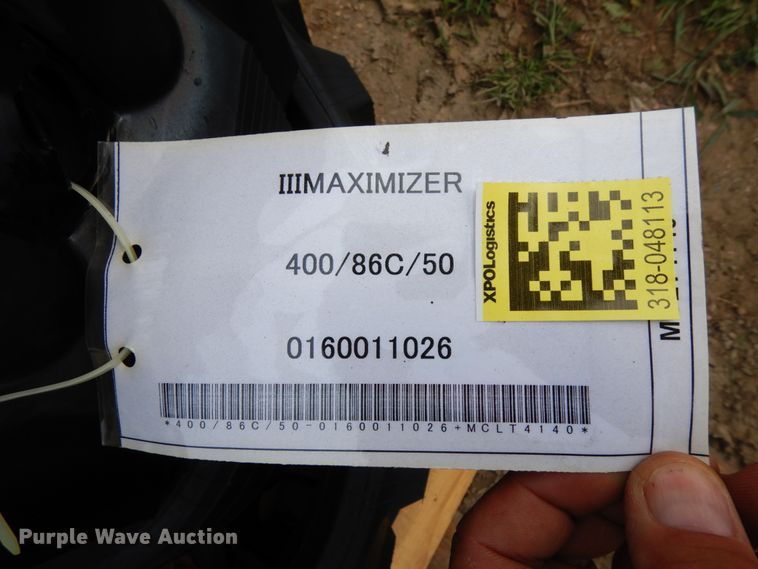 IIIMAXIMIZER
400/86C/50
0160011026
*400/86C/50-0160011026+MCLT4140*
XPOLogistics
318-048113
Purple Wave Auction